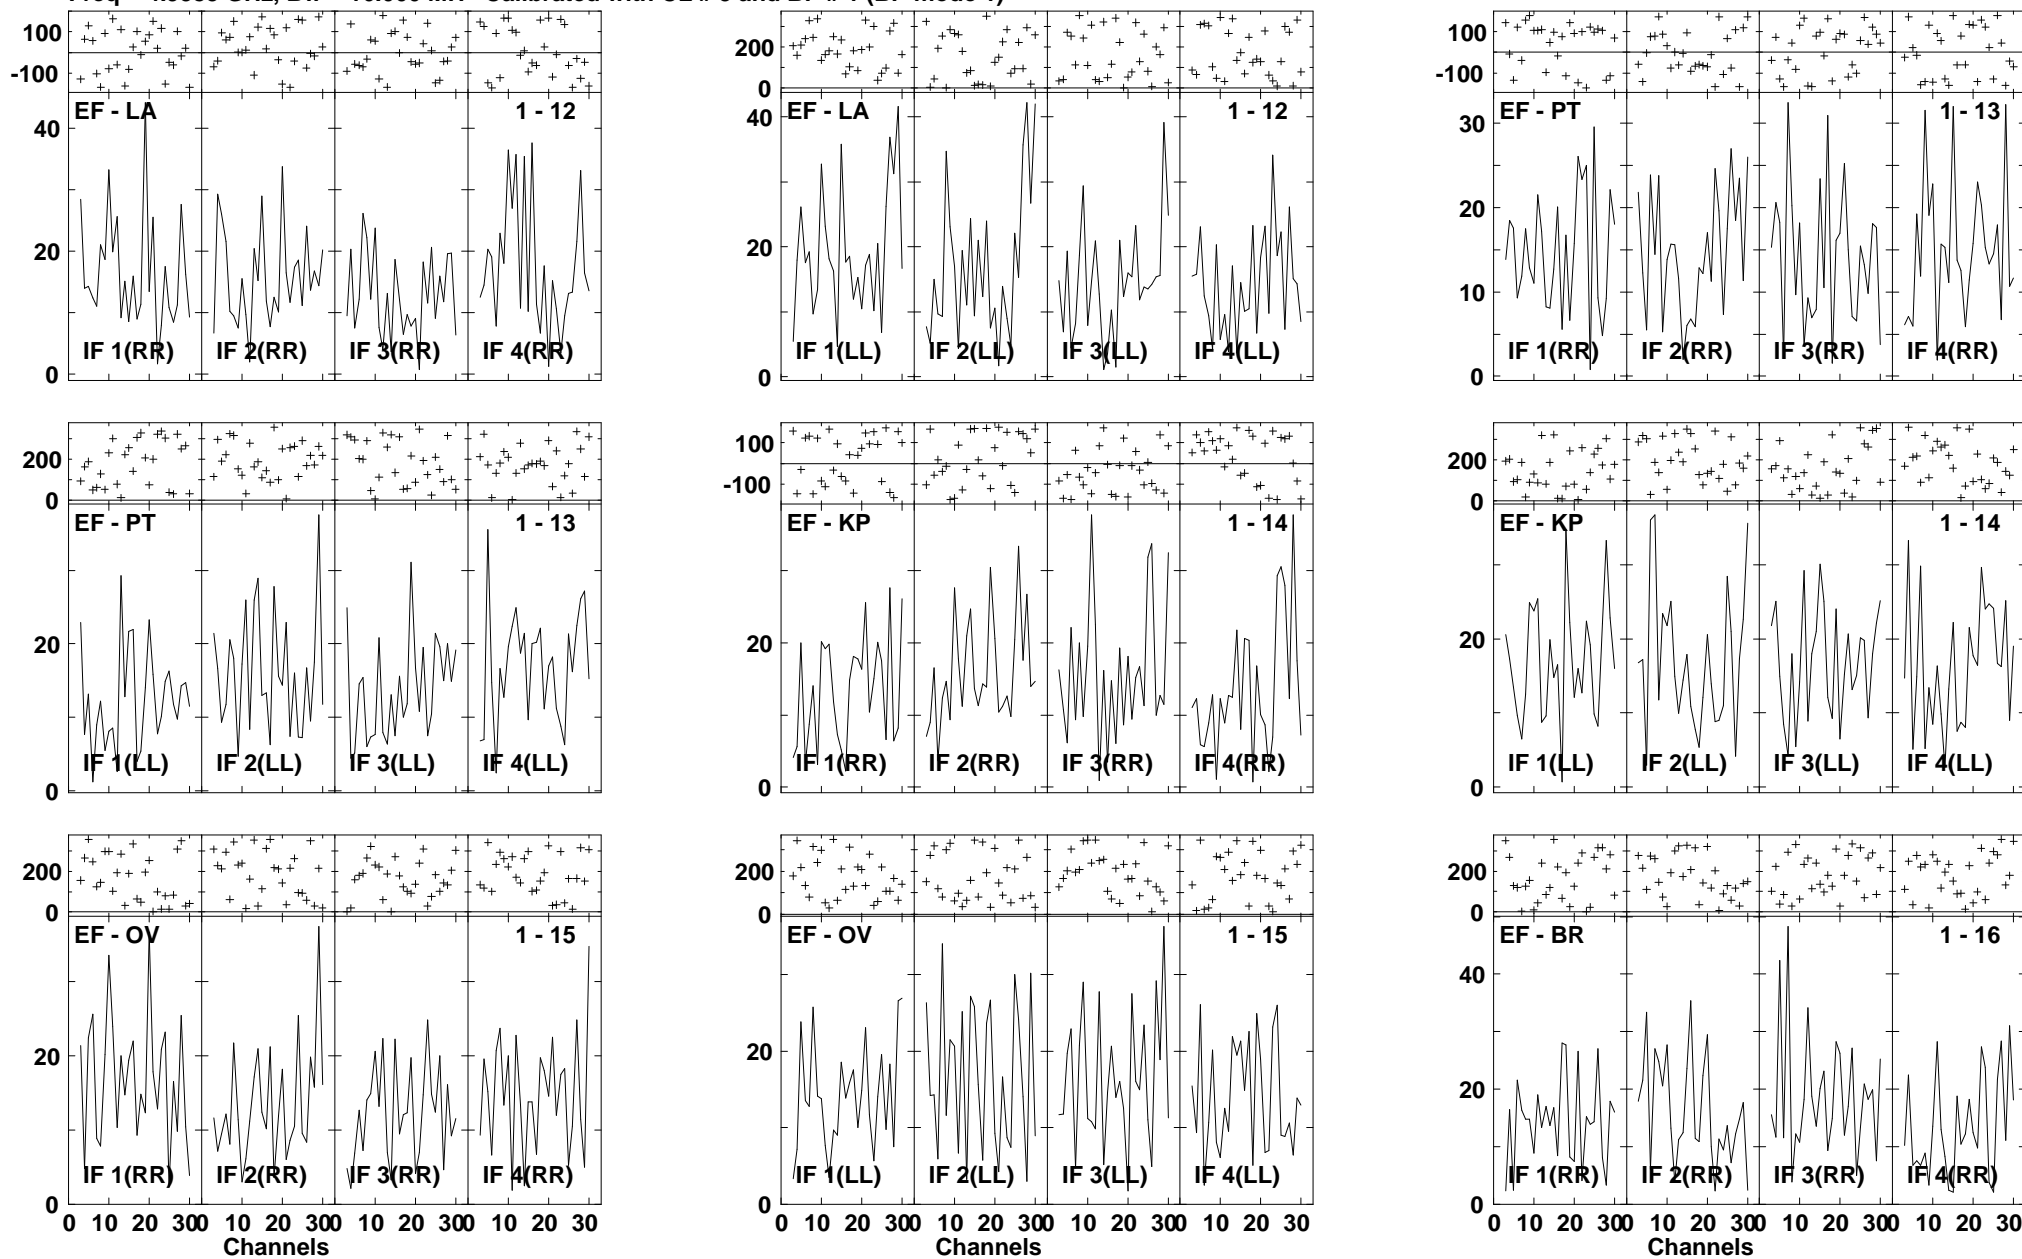 100
-100
EF - LA 1 - 12
40
20
0
IF 1(RR) IF 2(RR) IF 3(RR) IF 4(RR)
200
0
EF - LA 1 - 12
40
20
0
IF 1(LL) IF 2(LL) IF 3(LL) IF 4(LL)
100
-100
EF - PT 1 - 13
30
20
10
0
IF 1(RR) IF 2(RR) IF 3(RR) IF 4(RR)
200
0
EF - PT 1 - 13
20
0
IF 1(LL) IF 2(LL) IF 3(LL) IF 4(LL)
100
-100
EF - KP 1 - 14
20
0
IF 1(RR) IF 2(RR) IF 3(RR) IF 4(RR)
200
0
EF - KP 1 - 14
20
0
IF 1(LL) IF 2(LL) IF 3(LL) IF 4(LL)
200
0
EF - OV 1 - 15
20
0
IF 1(RR) IF 2(RR) IF 3(RR) IF 4(RR)
0 10 20 30 0 10 20 30 0 10 20 30 0 10 20 30
Channels
200
0
EF - OV 1 - 15
20
0
IF 1(LL) IF 2(LL) IF 3(LL) IF 4(LL)
0 10 20 30 0 10 20 30 0 10 20 30 0 10 20 30
Channels
200
0
EF - BR 1 - 16
40
20
0
IF 1(RR) IF 2(RR) IF 3(RR) IF 4(RR)
0 10 20 30 0 10 20 30 0 10 20 30 0 10 20 30
Channels